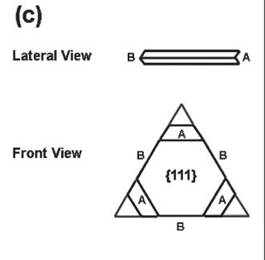 (c)
Lateral View B A
A
B B
Front View {111}
A A
B